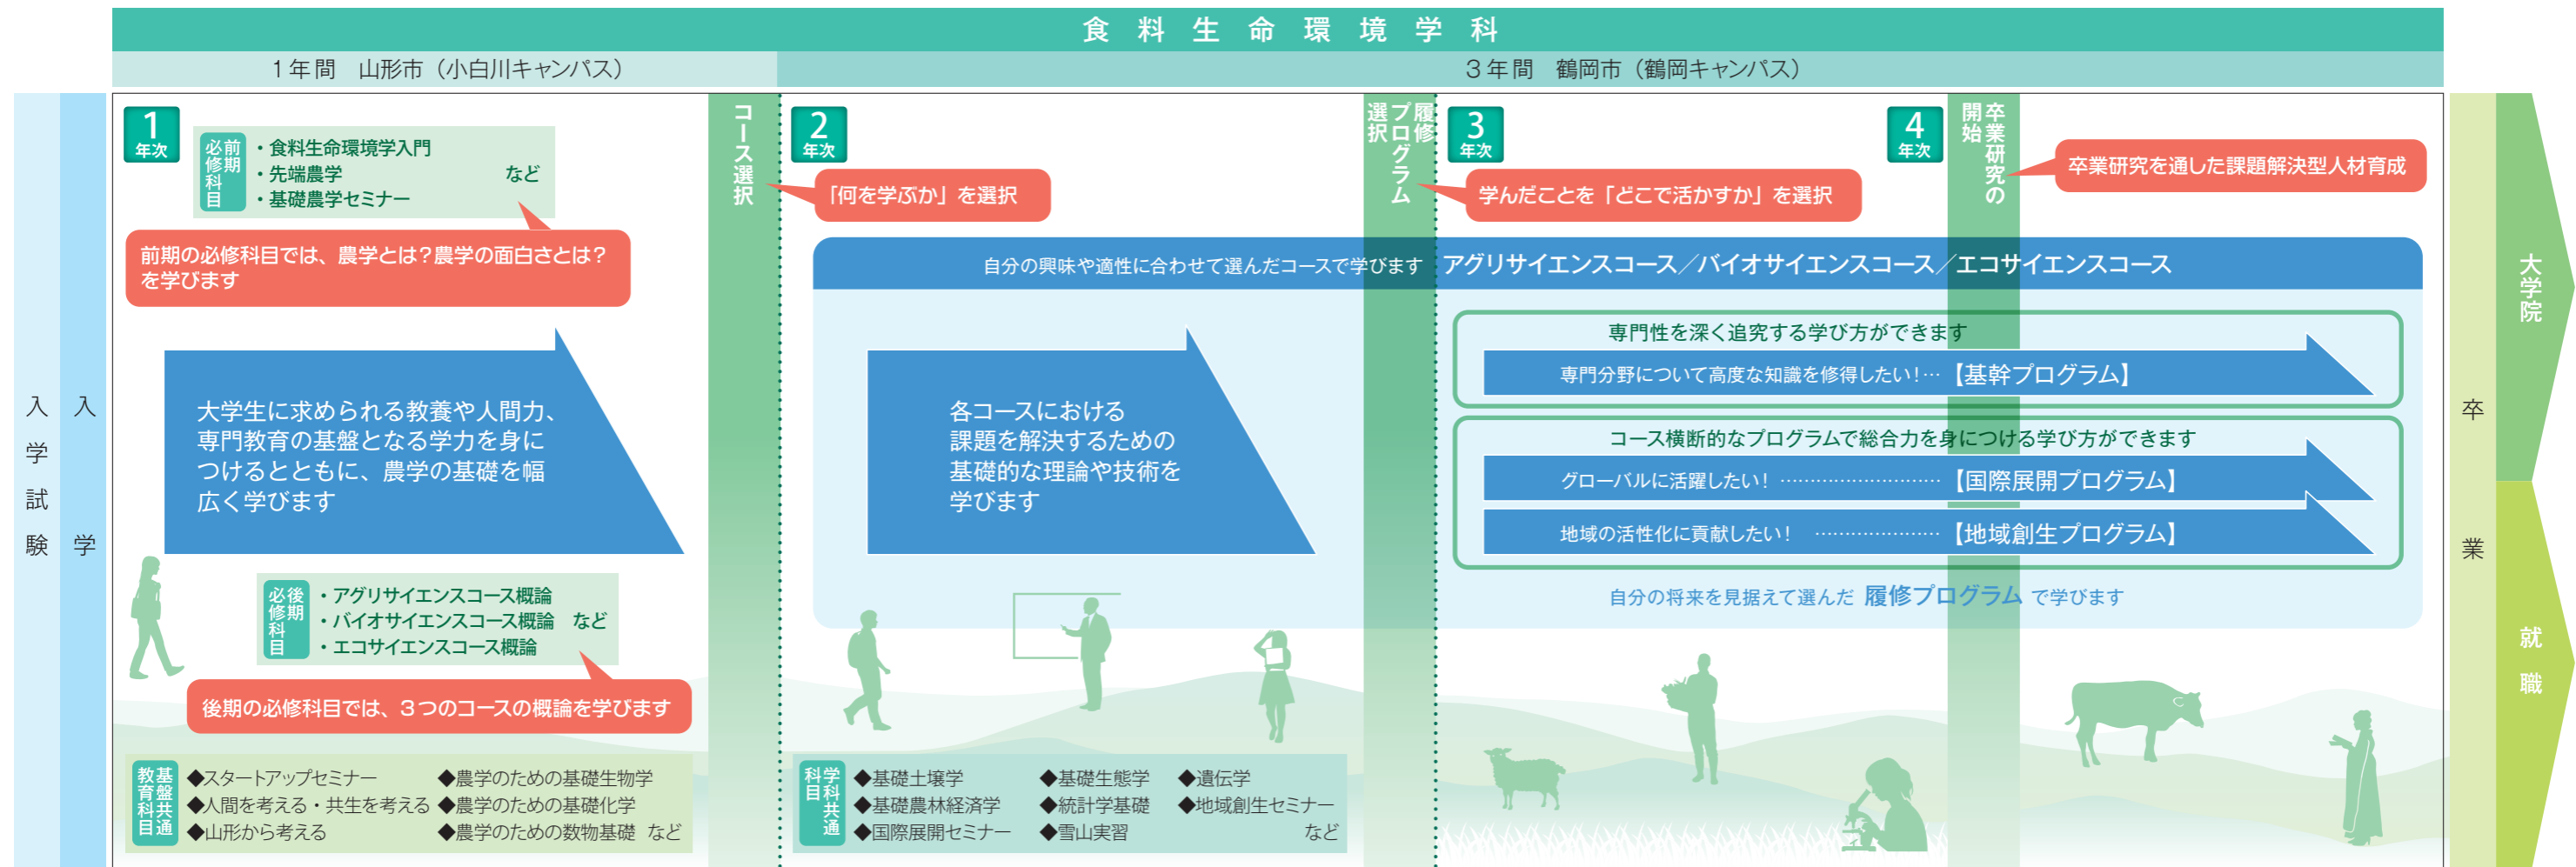 食料生命環境学科
1年間　山形市（小白川キャンパス）
3年間　鶴岡市（鶴岡キャンパス）
入学試験
入学
1
年次
前期
必修科目
・食料生命環境学入門
・先端農学　など
・基礎農学セミナー
前期の必修科目では、農学とは?農学の面白さとは?
を学びます
大学生に求められる教養や人間力、
専門教育の基盤となる学力を身に
つけるとともに、農学の基礎を幅
広く学びます
後期
必修科目
・アグリサイエンスコース概論
・バイオサイエンスコース概論　など
・エコサイエンスコース概論
後期の必修科目では、3つのコースの概論を学びます
基盤共通
教育科目
◆スタートアップセミナー
◆人間を考える・共生を考える
◆山形から考える
◆農学のための基礎生物学
◆農学のための基礎化学
◆農学のための数物基礎 など
コース選択
2
年次
「何を学ぶか」を選択
自分の興味や適性に合わせて選んだコースで学びます　アグリサイエンスコース／バイオサイエンスコース／エコサイエンスコース
各コースにおける
課題を解決するための
基礎的な理論や技術を
学びます
学科共通
科目
◆基礎土壌学
◆基礎農林経済学
◆国際展開セミナー
◆基礎生態学
◆統計学基礎
◆雪山実習
◆遺伝学
◆地域創生セミナー
など
履修
プログラム
選択
3
年次
学んだことを「どこで活かすか」を選択
4
年次
卒業研究の
開始
卒業研究を通した課題解決型人材育成
専門性を深く追究する学び方ができます
専門分野について高度な知識を修得したい!…【基幹プログラム】
コース横断的なプログラムで総合力を身につける学び方ができます
グローバルに活躍したい! ………………………【国際展開プログラム】
地域の活性化に貢献したい! …………………【地域創生プログラム】
自分の将来を見据えて選んだ 履修プログラム で学びます
卒業
大学院
就職